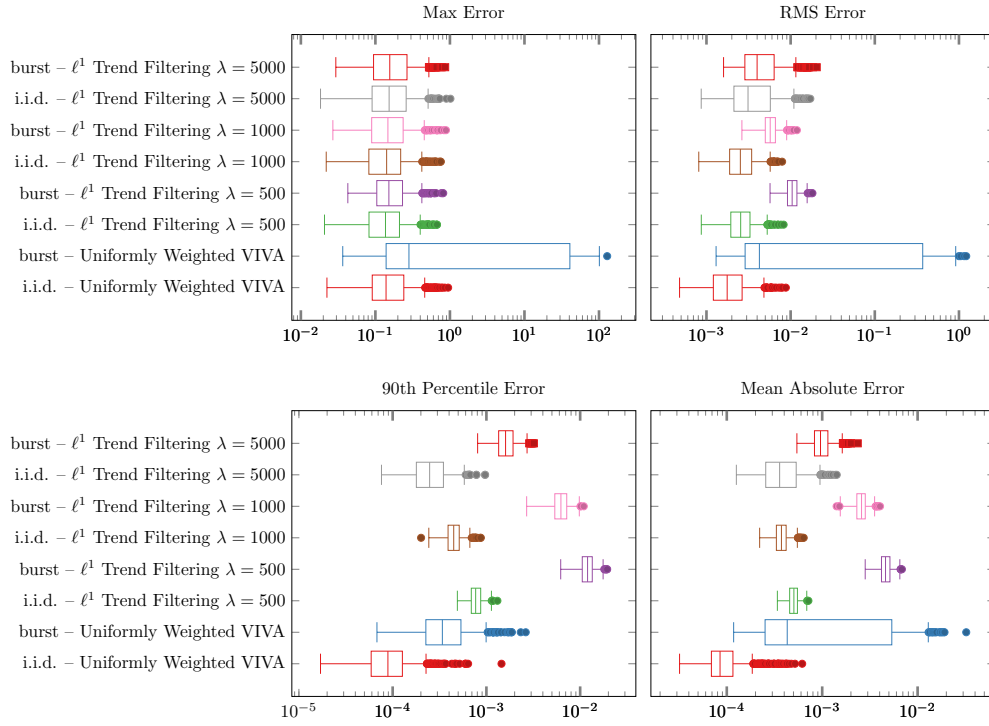 Max Error
RMS Error
burst – ℓ¹ Trend Filtering λ = 5000
i.i.d. – ℓ¹ Trend Filtering λ = 5000
burst – ℓ¹ Trend Filtering λ = 1000
i.i.d. – ℓ¹ Trend Filtering λ = 1000
burst – ℓ¹ Trend Filtering λ = 500
i.i.d. – ℓ¹ Trend Filtering λ = 500
burst – Uniformly Weighted VIVA
i.i.d. – Uniformly Weighted VIVA
10⁻² 10⁻¹ 10⁰ 10¹ 10²
10⁻³ 10⁻² 10⁻¹ 10⁰
90th Percentile Error
Mean Absolute Error
burst – ℓ¹ Trend Filtering λ = 5000
i.i.d. – ℓ¹ Trend Filtering λ = 5000
burst – ℓ¹ Trend Filtering λ = 1000
i.i.d. – ℓ¹ Trend Filtering λ = 1000
burst – ℓ¹ Trend Filtering λ = 500
i.i.d. – ℓ¹ Trend Filtering λ = 500
burst – Uniformly Weighted VIVA
i.i.d. – Uniformly Weighted VIVA
10⁻⁵ 10⁻⁴ 10⁻³ 10⁻²
10⁻⁴ 10⁻³ 10⁻²